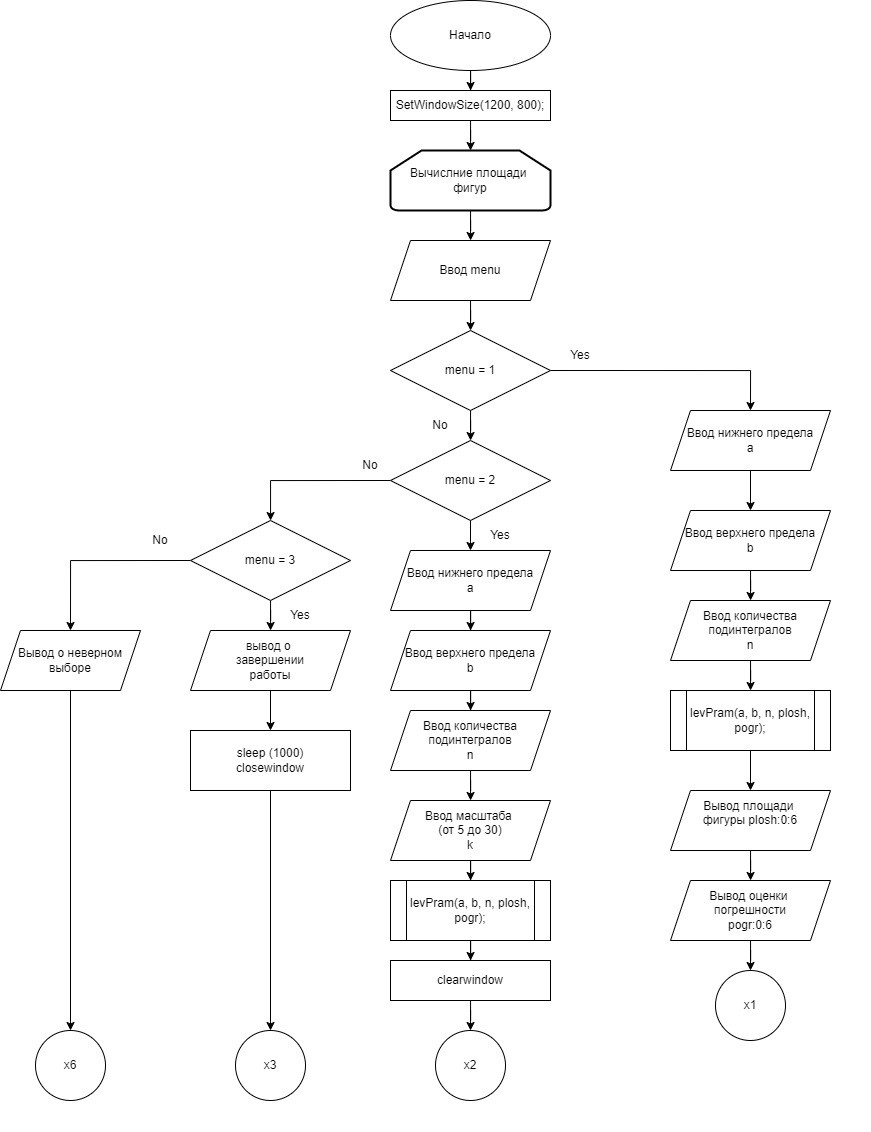 Начало
SetWindowSize(1200, 800);
Вычислние площади
фигур
Ввод menu
menu = 1
Yes
No
Ввод нижнего предела
a
menu = 2
No
Yes
Ввод верхнего предела
b
menu = 3
No
Yes
Ввод нижнего предела
a
Ввод количества
подинтегралов
n
Вывод о неверном
выборе
вывод о
завершении
работы
Ввод верхнего предела
b
levPram(a, b, n, plosh,
pogr);
sleep (1000)
closewindow
Ввод количества
подинтегралов
n
Вывод площади
фигуры plosh:0:6
Ввод масштаба
(от 5 до 30)
k
Вывод оценки
погрешности
pogr:0:6
levPram(a, b, n, plosh,
pogr);
clearwindow
x1
x6
x3
x2